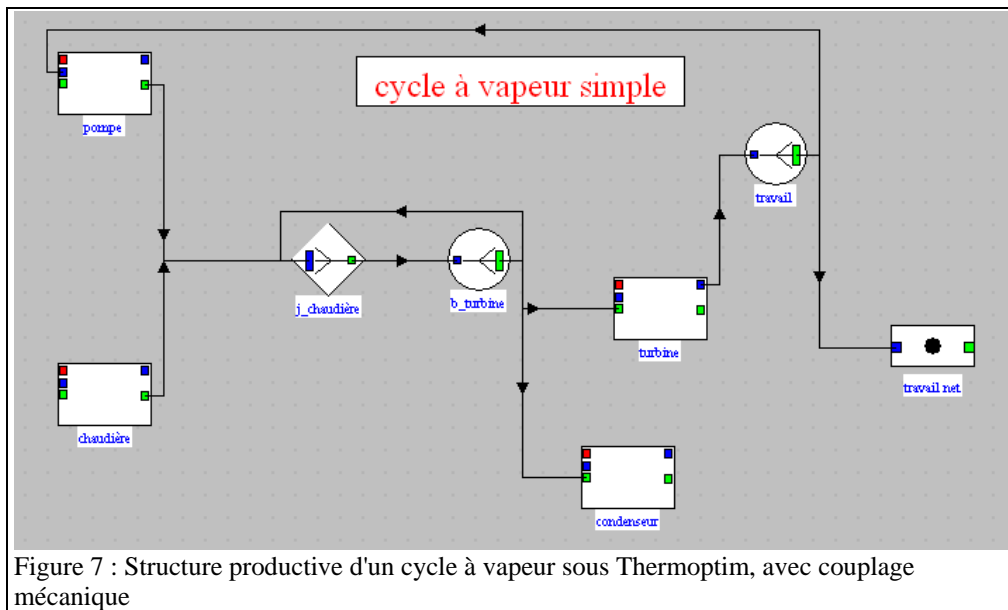 cycle à vapeur simple
pompe
travail
j_chaudière
b_turbine
turbine
travail net
chaudière
condenseur
Figure 7 : Structure productive d'un cycle à vapeur sous Thermoptim, avec couplage
mécanique